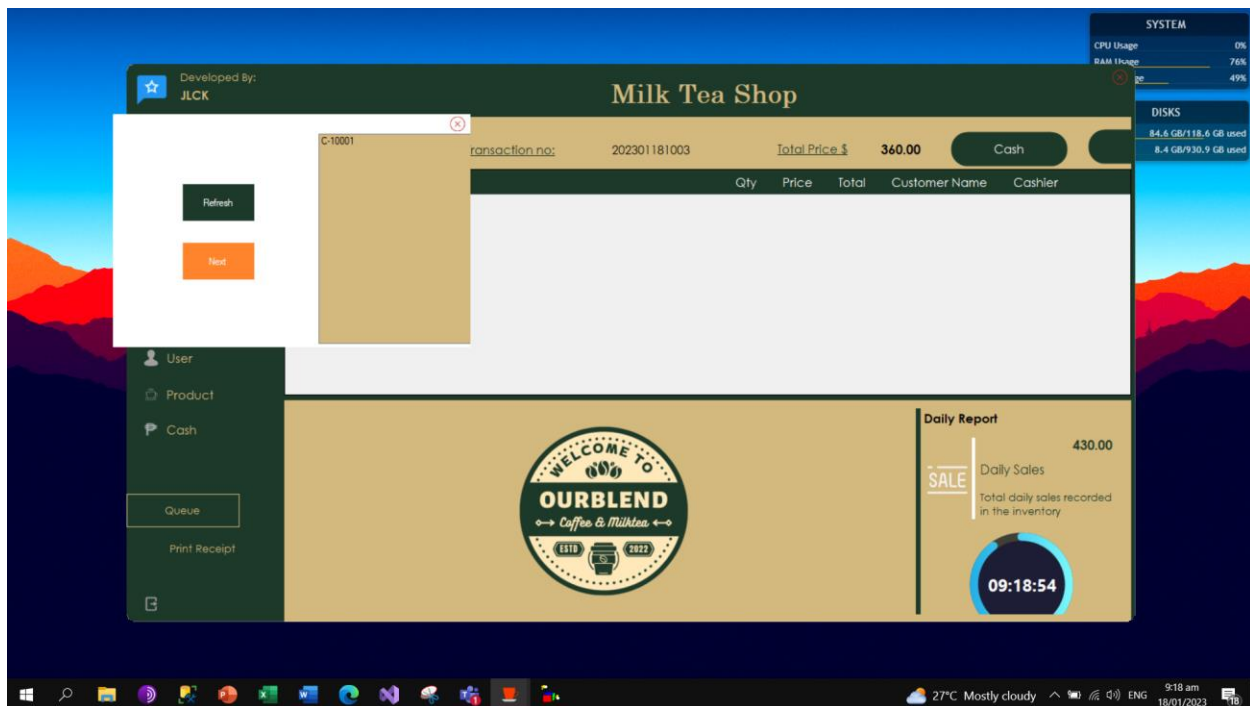 SYSTEM
CPU Usage 0%
RAM Usage 76%
49%
DISKS
84.6 GB/118.6 GB used
8.4 GB/930.9 GB used
Developed By:
JLCK
Milk Tea Shop
C-10001
Refresh
Next
Transaction no: 202301181003 Total Price $ 360.00 Cash
Qty Price Total Customer Name Cashier
User
Product
Cash
Queue
Print Receipt
WELCOME TO
OURBLEND
Coffee & Milktea
ESTD 2022
Daily Report
430.00
SALE
Daily Sales
Total daily sales recorded
in the inventory
09:18:54
27°C Mostly cloudy ENG 9:18 am
18/01/2023
18